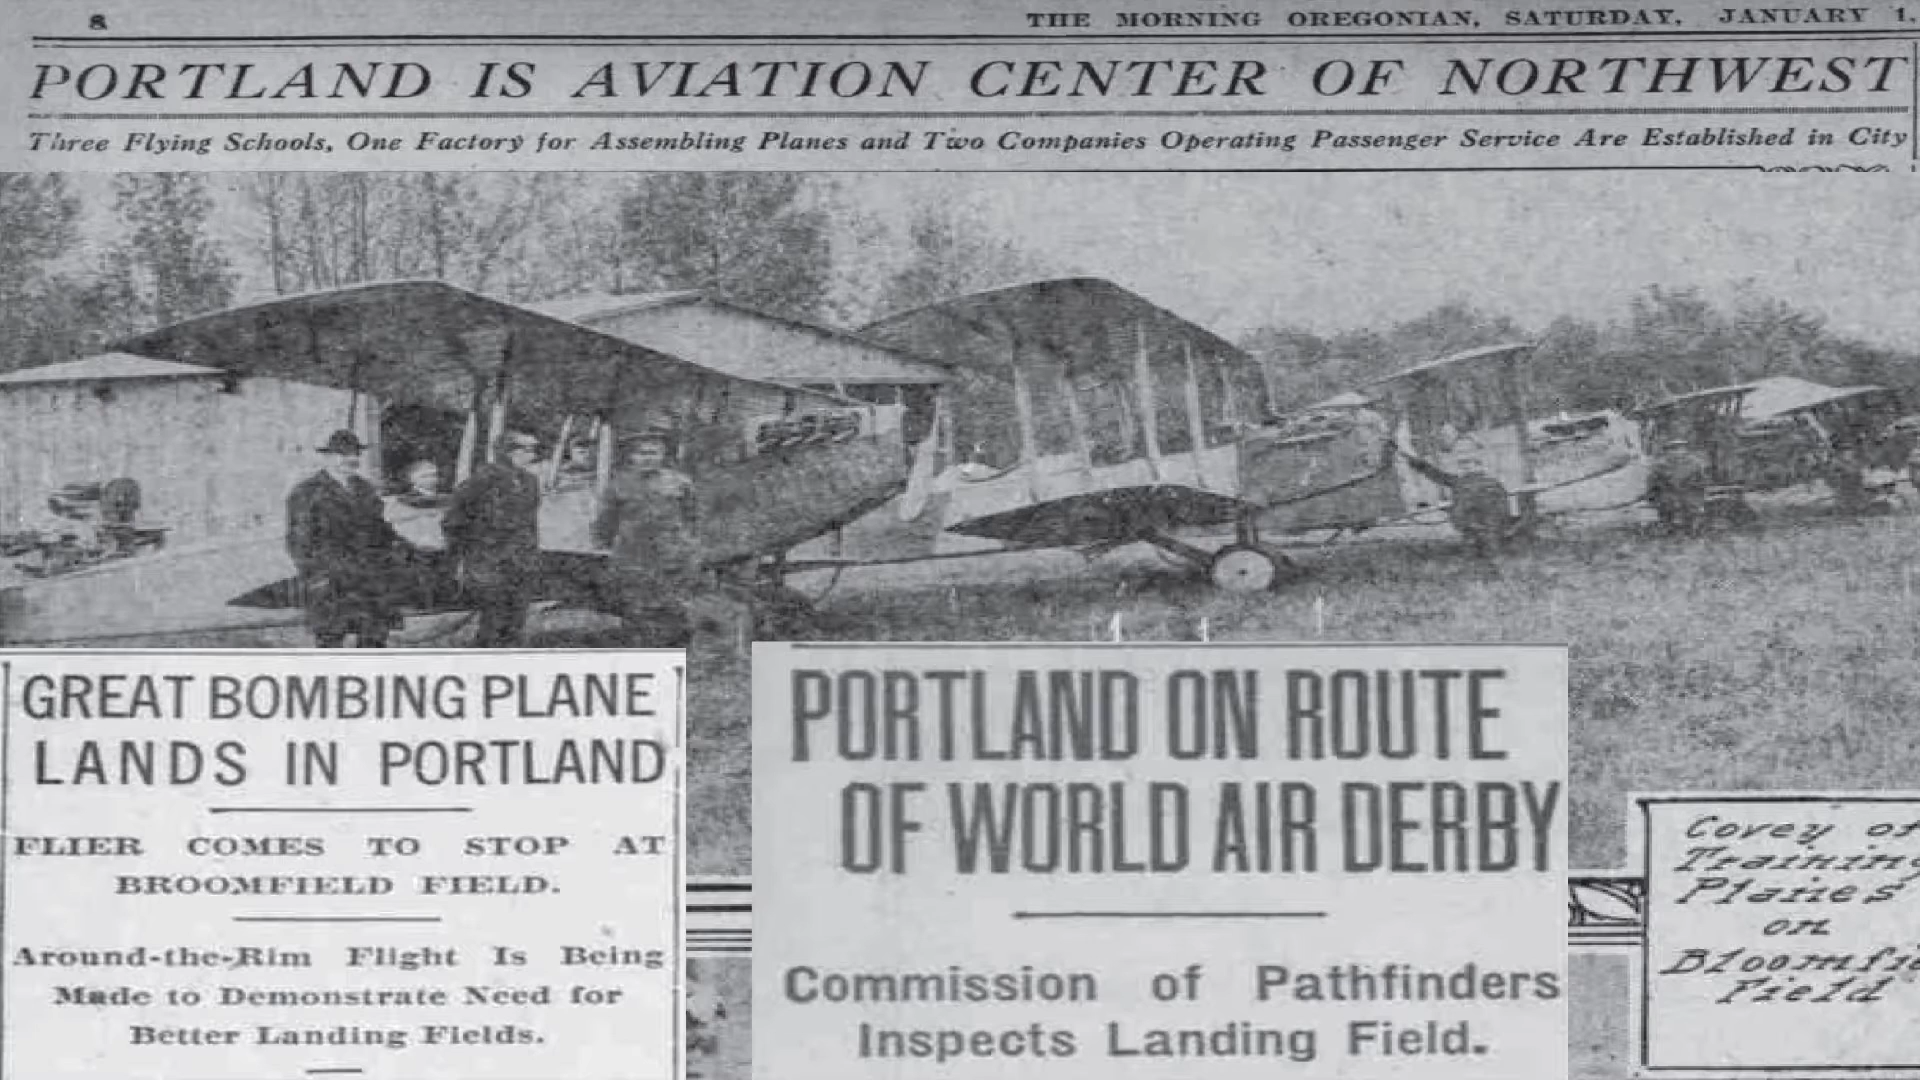 8
THE MORNING OREGONIAN, SATURDAY, JANUARY 1,
PORTLAND IS AVIATION CENTER OF NORTHWEST
Three Flying Schools, One Factory for Assembling Planes and Two Companies Operating Passenger Service Are Established in City
GREAT BOMBING PLANE
LANDS IN PORTLAND
FLIER COMES TO STOP AT
BROOMFIELD FIELD.
Around-the-Rim Flight Is Being
Made to Demonstrate Need for
Better Landing Fields.
PORTLAND ON ROUTE
OF WORLD AIR DERBY
Commission of Pathfinders
Inspects Landing Field.
Covey of
Training
Planes
on
Bloomfie
Field